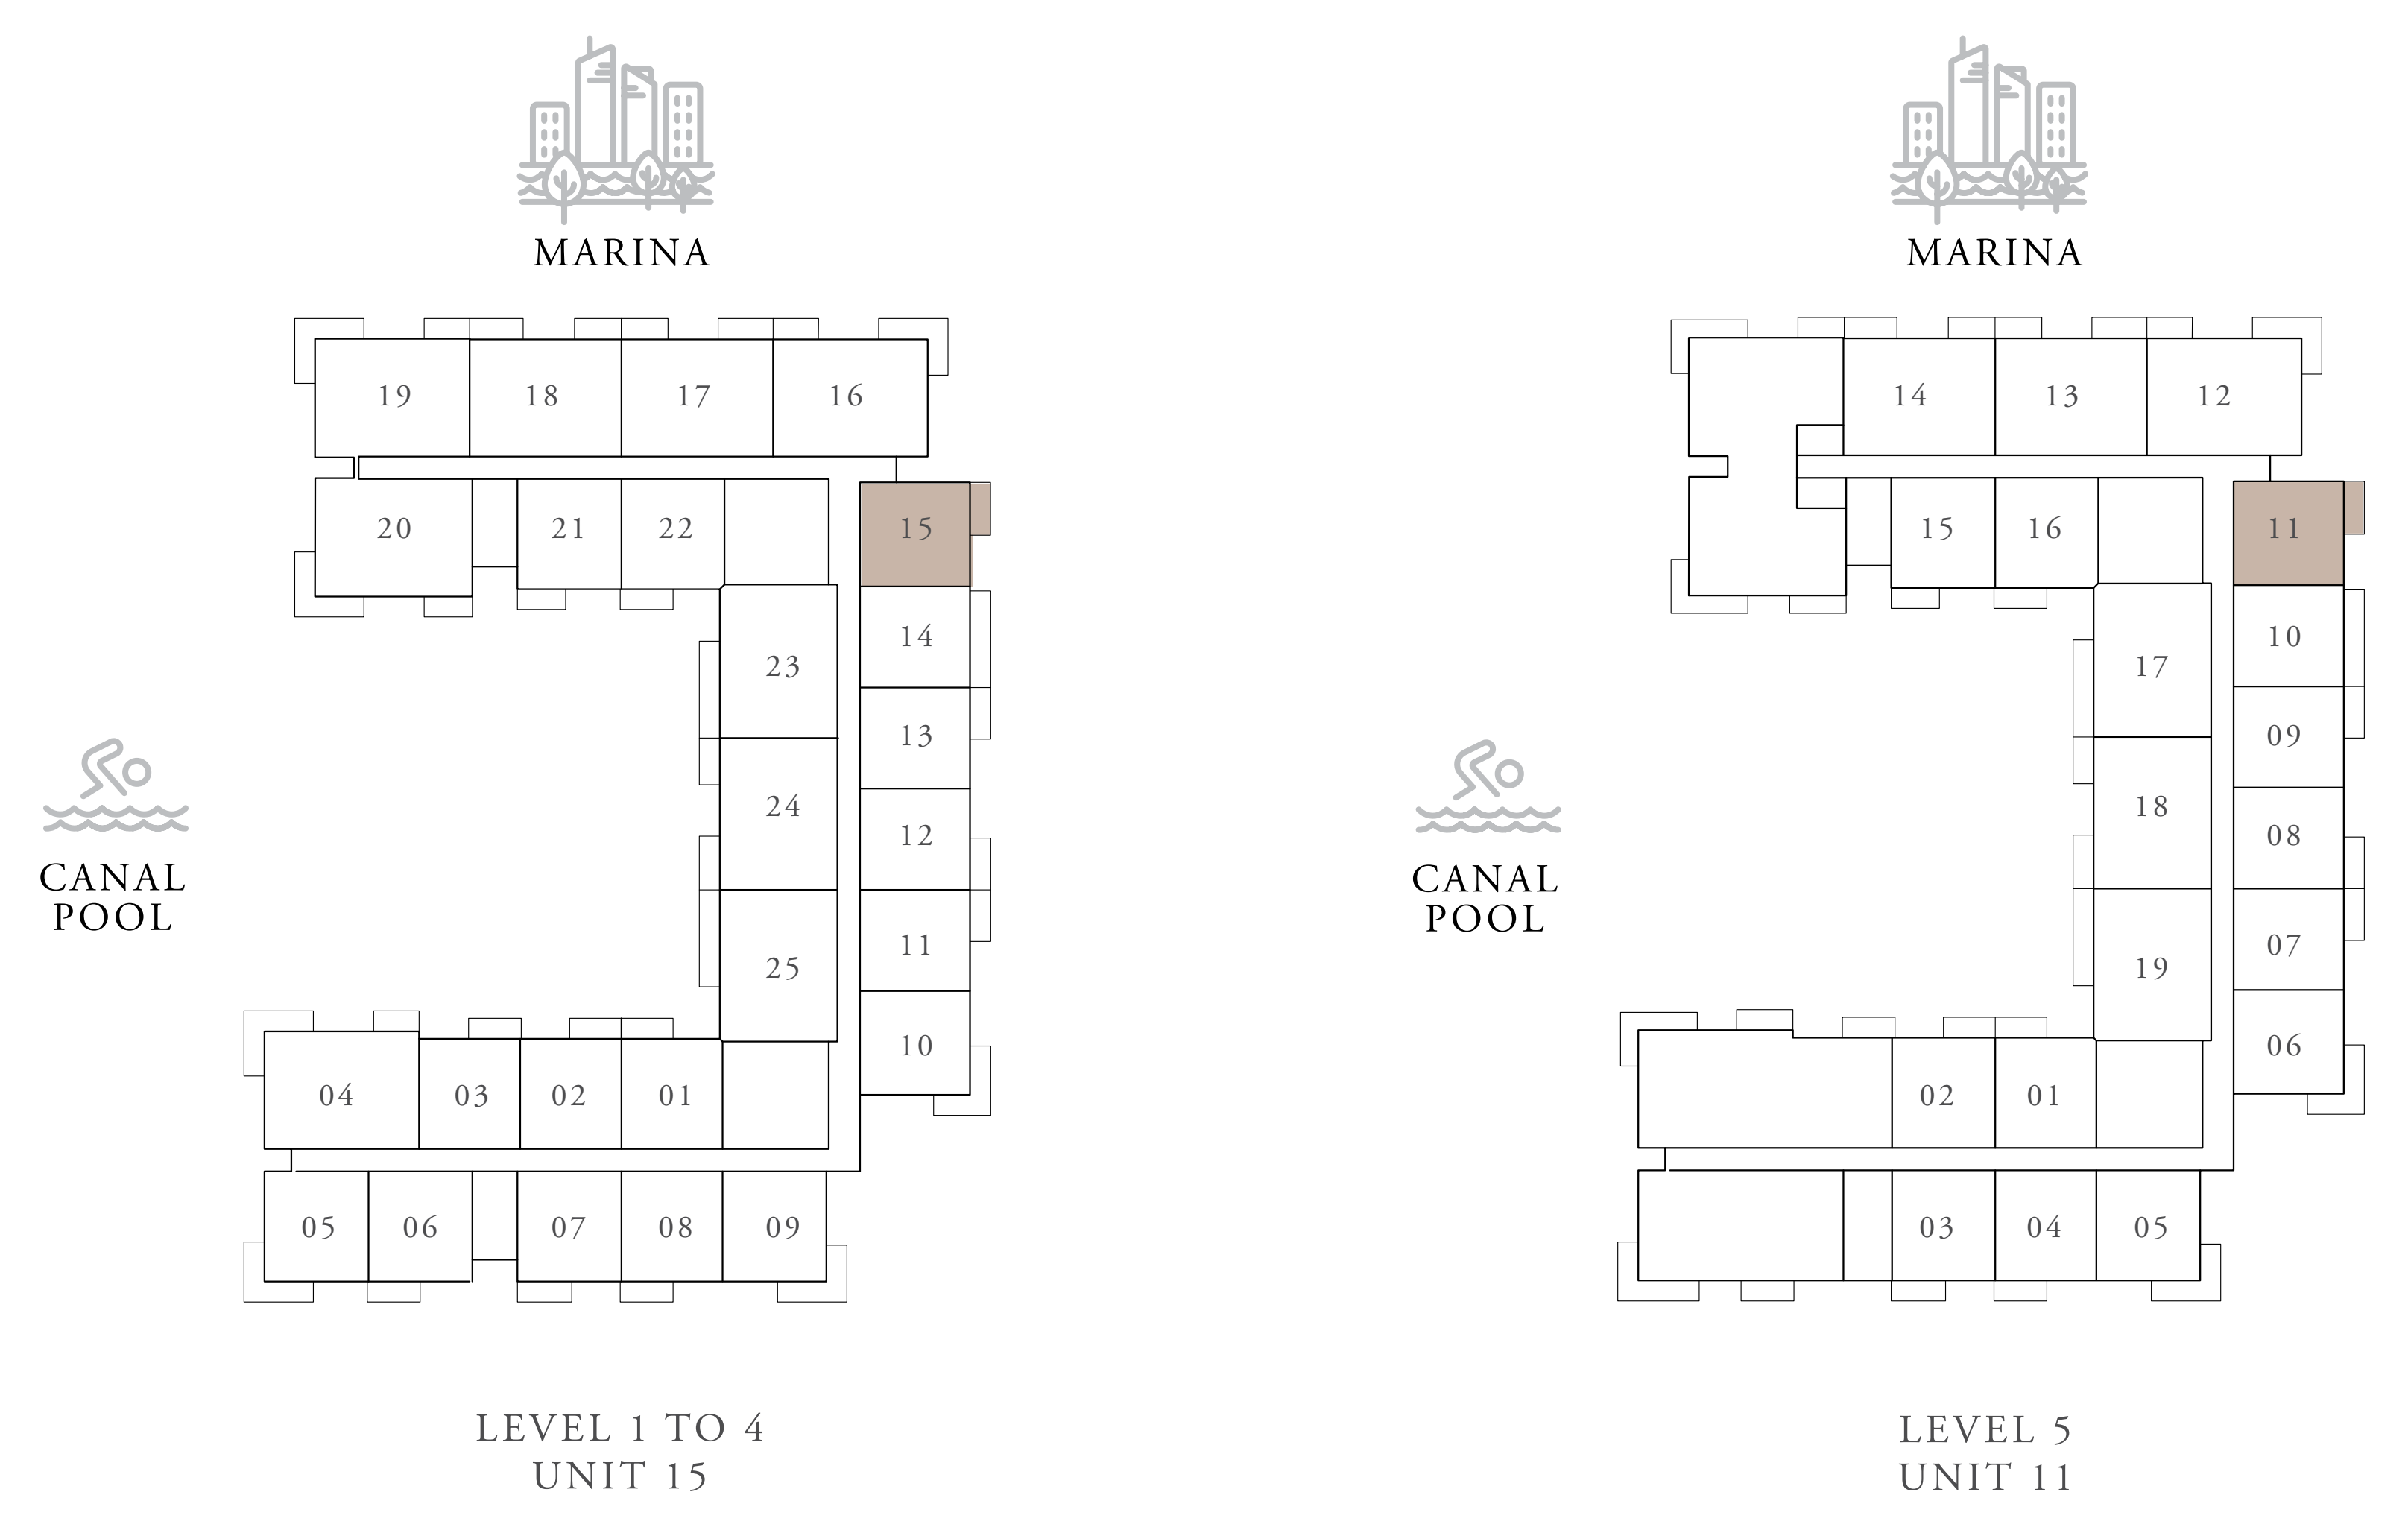 MARINA
19 18 17 16
20 21 22 15
14
23
13
24 12
11
25
10
04 03 02 01
05 06 07 08 09
CANAL
POOL
LEVEL 1 TO 4
UNIT 15
MARINA
14 13 12
15 16 11
10
17
09
18 08
07
19
06
02 01
03 04 05
CANAL
POOL
LEVEL 5
UNIT 11